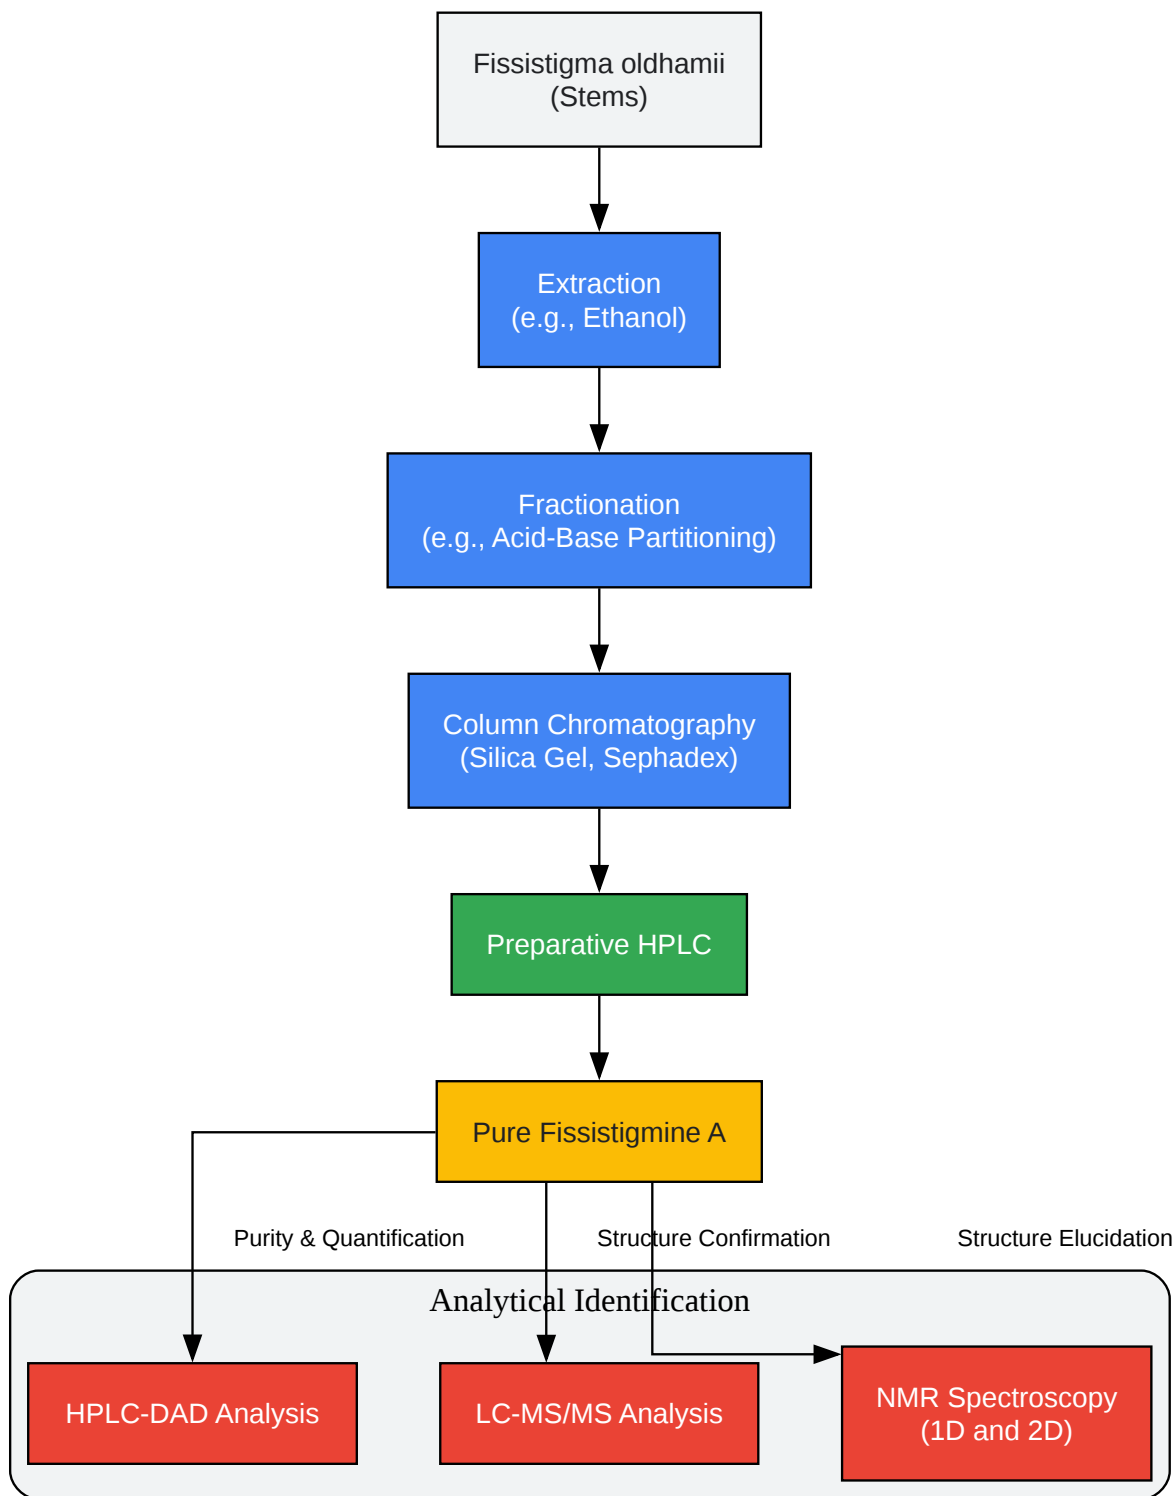 Fissistigma oldhamii
(Stems)
Extraction
(e.g., Ethanol)
Fractionation
(e.g., Acid-Base Partitioning)
Column Chromatography
(Silica Gel, Sephadex)
Preparative HPLC
Pure Fissistigmine A
Purity & Quantification
Structure Confirmation
Structure Elucidation
Analytical Identification
HPLC-DAD Analysis
LC-MS/MS Analysis
NMR Spectroscopy
(1D and 2D)